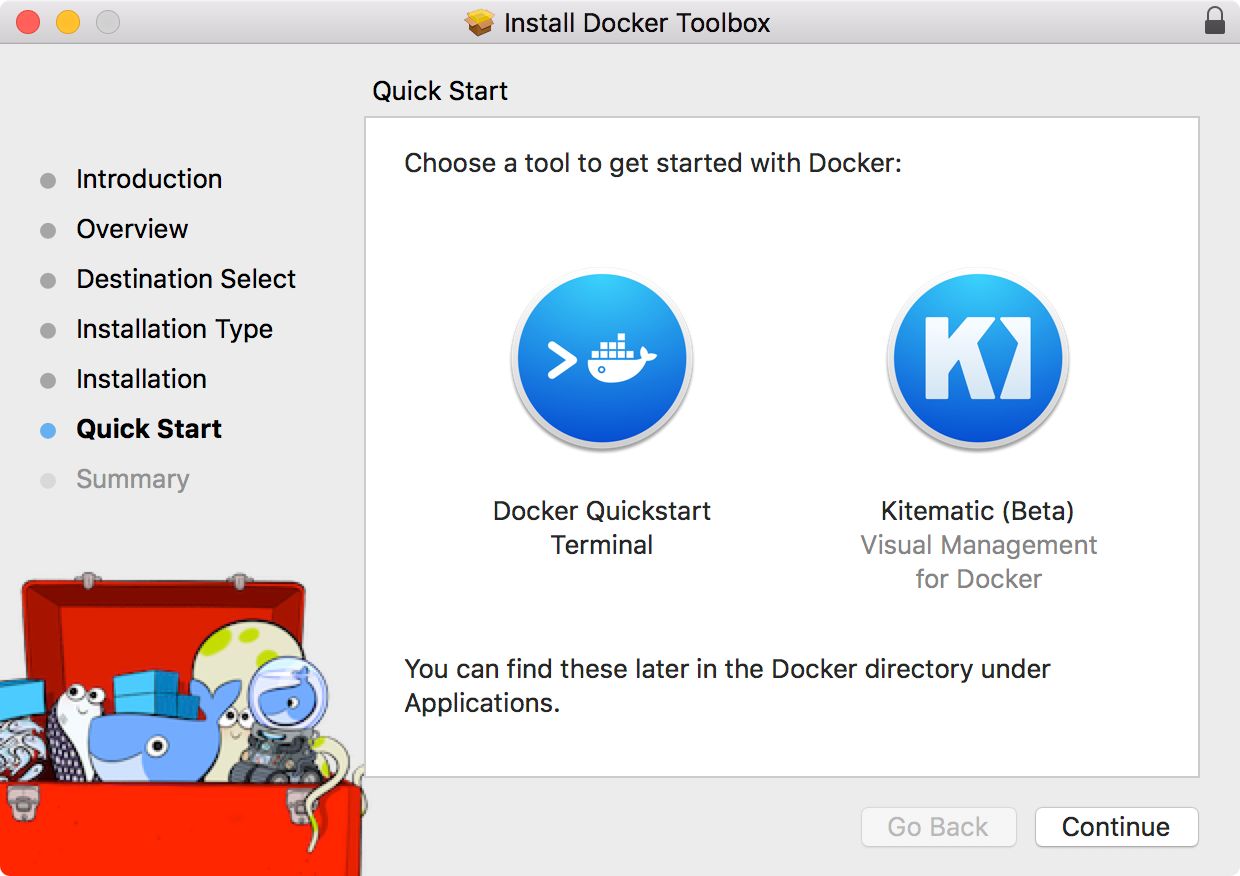 Install Docker Toolbox
Quick Start
Introduction
Overview
Destination Select
Installation Type
Installation
Quick Start
Summary
Choose a tool to get started with Docker:
Docker Quickstart
Terminal
Kitematic (Beta)
Visual Management
for Docker
You can find these later in the Docker directory under
Applications.
Go Back
Continue